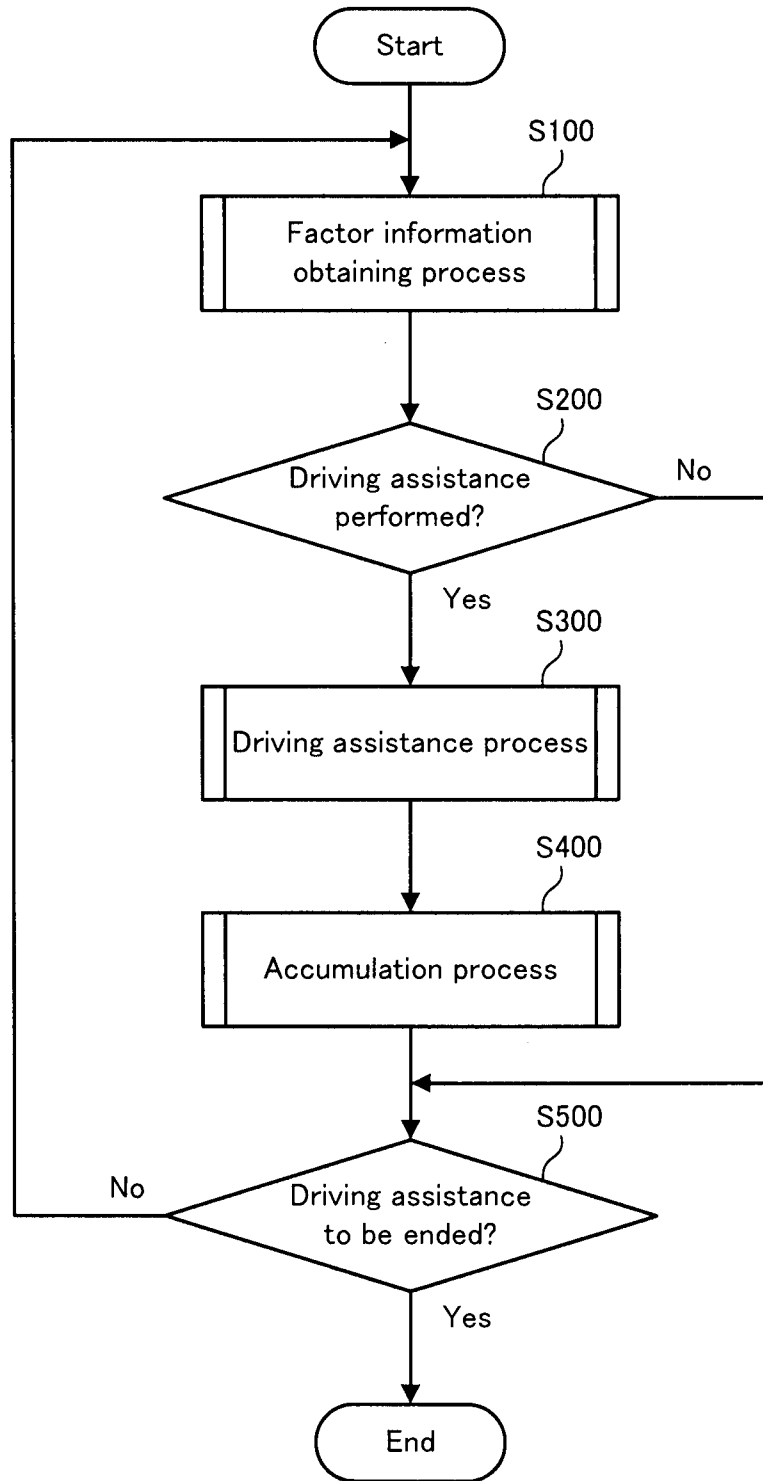 Start
S100
Factor information
obtaining process
S200
Driving assistance
performed?
No
Yes
S300
Driving assistance process
S400
Accumulation process
S500
Driving assistance
to be ended?
No
Yes
End